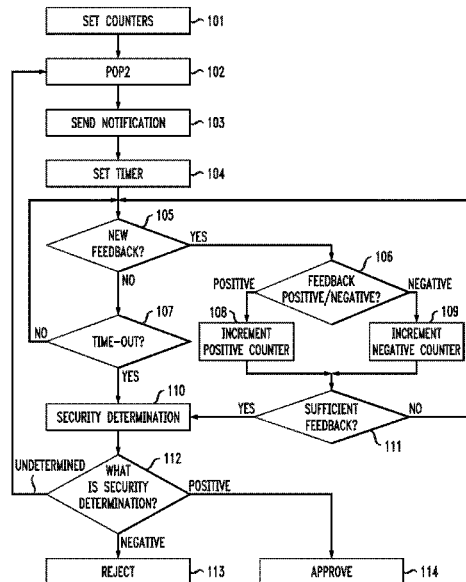 SET COUNTERS
101
POP2
102
SEND NOTIFICATION
103
SET TIMER
104
105
NEW
FEEDBACK?
YES
NO
106
FEEDBACK
POSITIVE/NEGATIVE?
POSITIVE
NEGATIVE
107
TIME-OUT?
NO
YES
108
INCREMENT
POSITIVE COUNTER
109
INCREMENT
NEGATIVE COUNTER
110
SECURITY DETERMINATION
YES
SUFFICIENT
FEEDBACK?
NO
111
UNDETERMINED
112
WHAT
IS SECURITY
DETERMINATION?
POSITIVE
NEGATIVE
REJECT
113
APPROVE
114